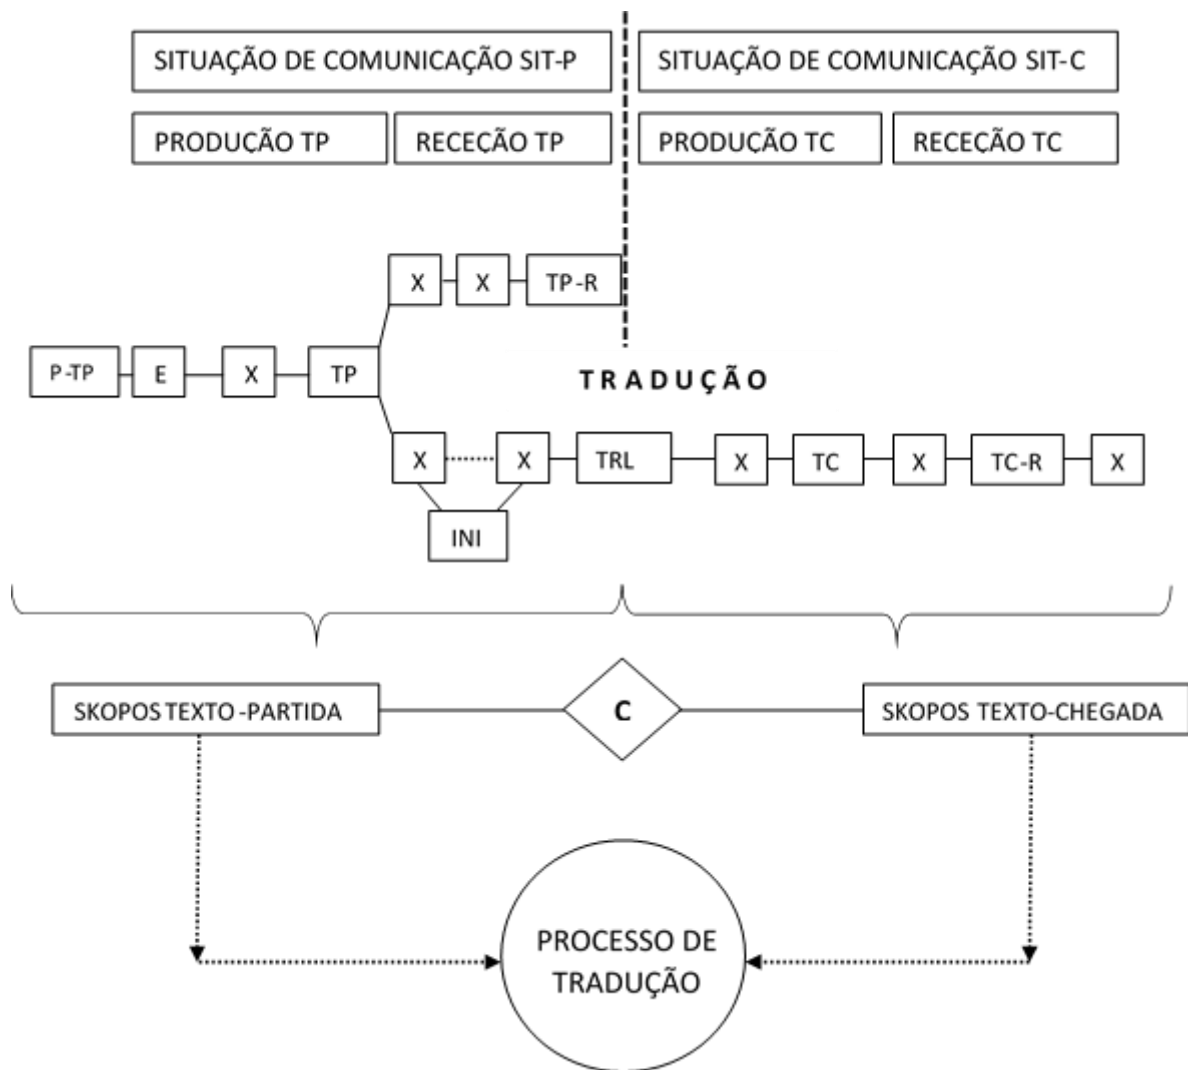 SITUAÇÃO DE COMUNICAÇÃO SIT-P
SITUAÇÃO DE COMUNICAÇÃO SIT-C
PRODUÇÃO TP
RECEÇÃO TP
PRODUÇÃO TC
RECEÇÃO TC
X
X
TP-R
P-TP
E
X
TP
TRADUÇÃO
X
X
TRL
X
TC
X
TC-R
X
INI
SKOPOS TEXTO-PARTIDA
C
SKOPOS TEXTO-CHEGADA
PROCESSO DE
TRADUÇÃO